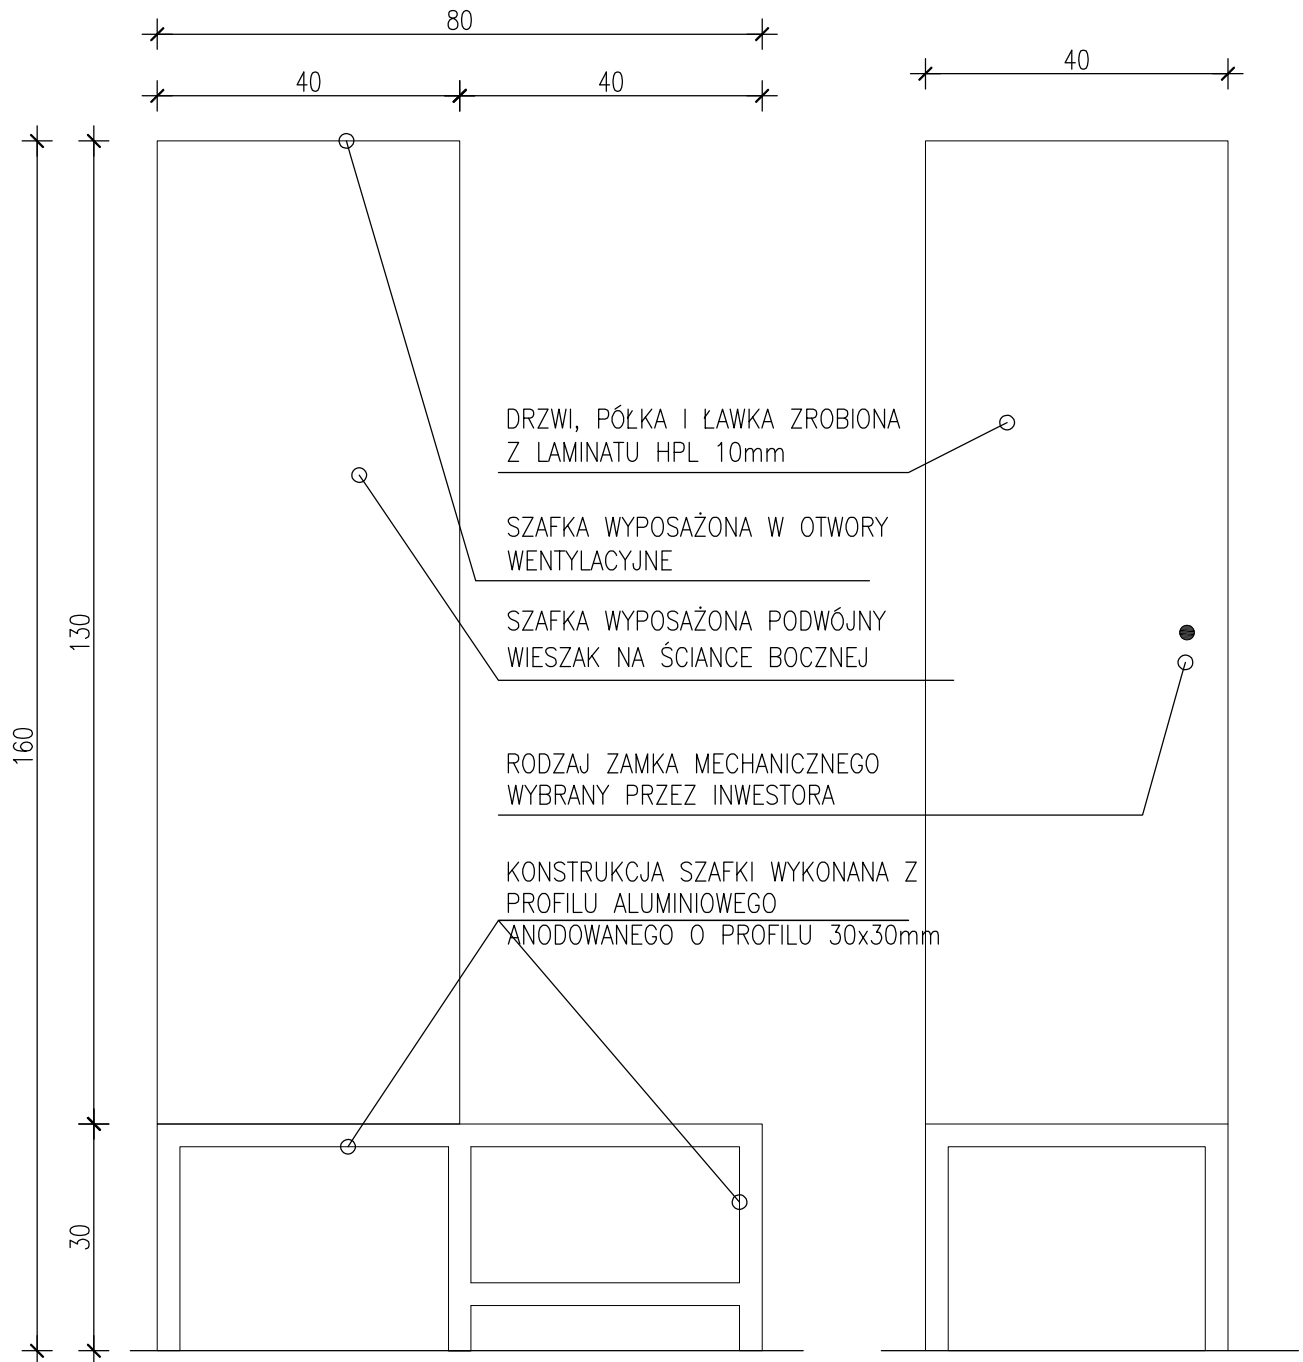 80
40
40
40
DRZWI, PÓŁKA I ŁAWKA ZROBIONA
Z LAMINATU HPL 10mm
SZAFKA WYPOSAŻONA W OTWORY
WENTYLACYJNE
SZAFKA WYPOSAŻONA PODWÓJNY
WIESZAK NA ŚCIANCE BOCZNEJ
130
160
RODZAJ ZAMKA MECHANICZNEGO
WYBRANY PRZEZ INWESTORA
KONSTRUKCJA SZAFKI WYKONANA Z
PROFILU ALUMINIOWEGO
ANODOWANEGO O PROFILU 30x30mm
30